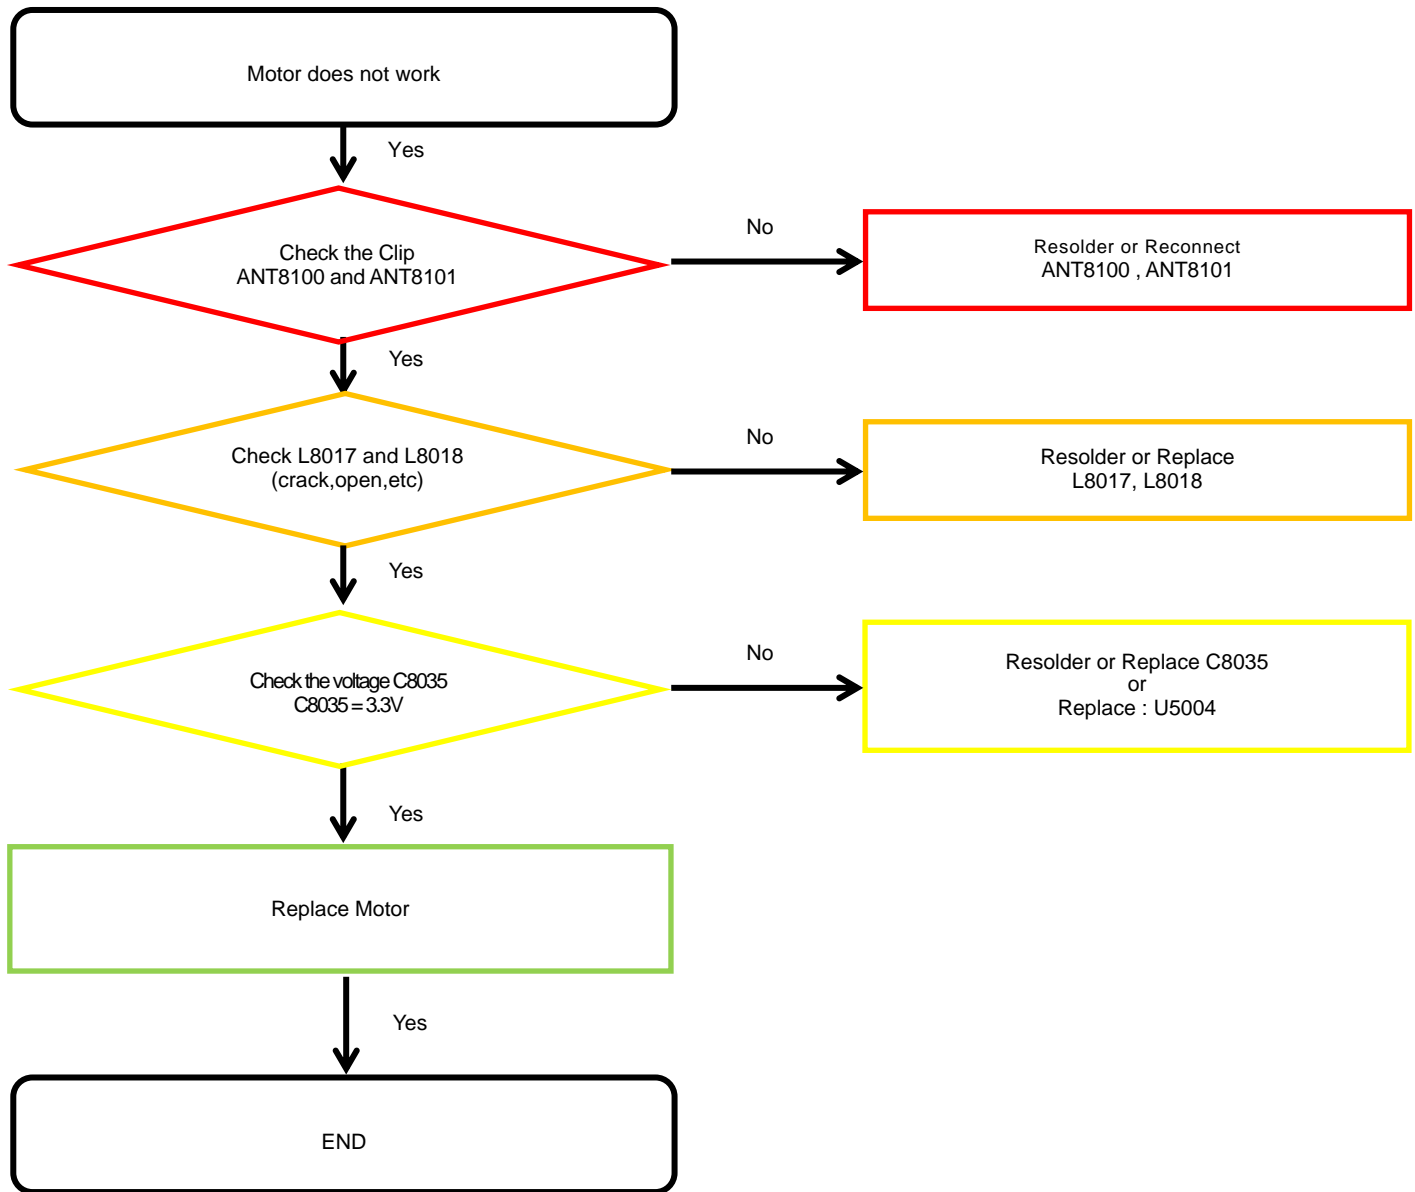 Motor does not work
Yes
Check the Clip
ANT8100 and ANT8101
No
Resolder or Reconnect
ANT8100 , ANT8101
Yes
Check L8017 and L8018
(crack,open,etc)
No
Resolder or Replace
L8017, L8018
Yes
Check the voltage C8035
C8035 = 3.3V
No
Resolder or Replace C8035
or
Replace : U5004
Yes
Replace Motor
Yes
END